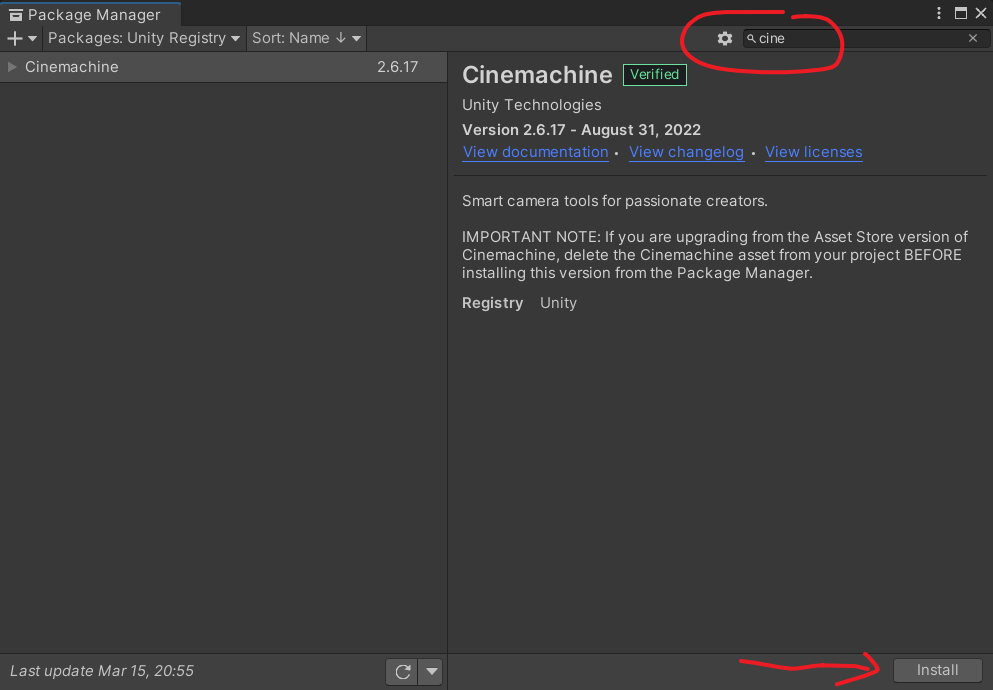 Package Manager
Packages: Unity Registry Sort: Name ↓ cine
Cinemachine 2.6.17
Cinemachine Verified
Unity Technologies
Version 2.6.17 - August 31, 2022
View documentation • View changelog • View licenses
Smart camera tools for passionate creators.
IMPORTANT NOTE: If you are upgrading from the Asset Store version of
Cinemachine, delete the Cinemachine asset from your project BEFORE
installing this version from the Package Manager.
Registry Unity
Last update Mar 15, 20:55
Install